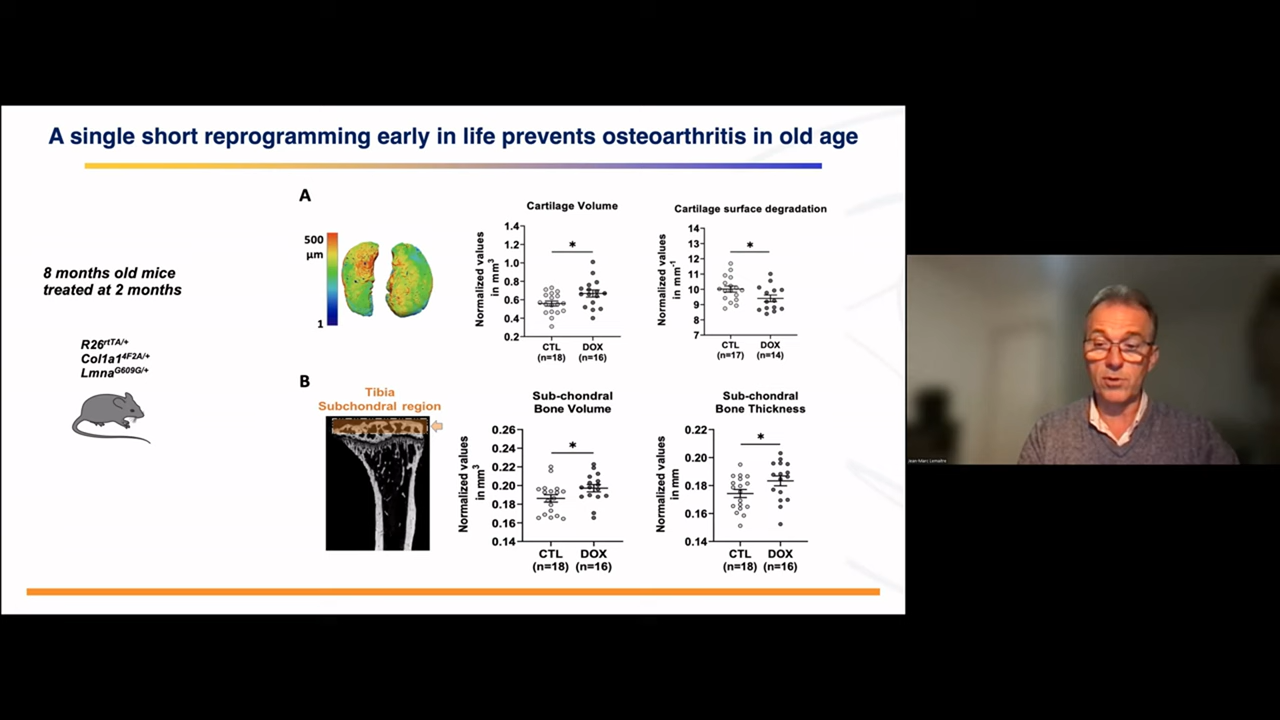 A single short reprogramming early in life prevents osteoarthritis in old age
8 months old mice
treated at 2 months
R26rtTA/+
Col1a14F2A/+
LmnaG609G/+
A
500
μm
1
Cartilage Volume
Normalized values
in mm3
1.4
1.2
1.0
0.8
0.6
0.4
0.2
*
CTL
(n=18)
DOX
(n=16)
Cartilage surface degradation
Normalized values
in mm-1
14
13
12
11
10
9
8
7
*
CTL
(n=17)
DOX
(n=14)
B
Tibia
Subchondral region
Sub-chondral
Bone Volume
Normalized values
in mm3
0.26
0.24
0.22
0.20
0.18
0.16
0.14
*
CTL
(n=18)
DOX
(n=16)
Sub-chondral
Bone Thickness
Normalized values
in mm
0.22
0.20
0.18
0.16
0.14
*
CTL
(n=18)
DOX
(n=16)
Jean-Marc Lemaitre